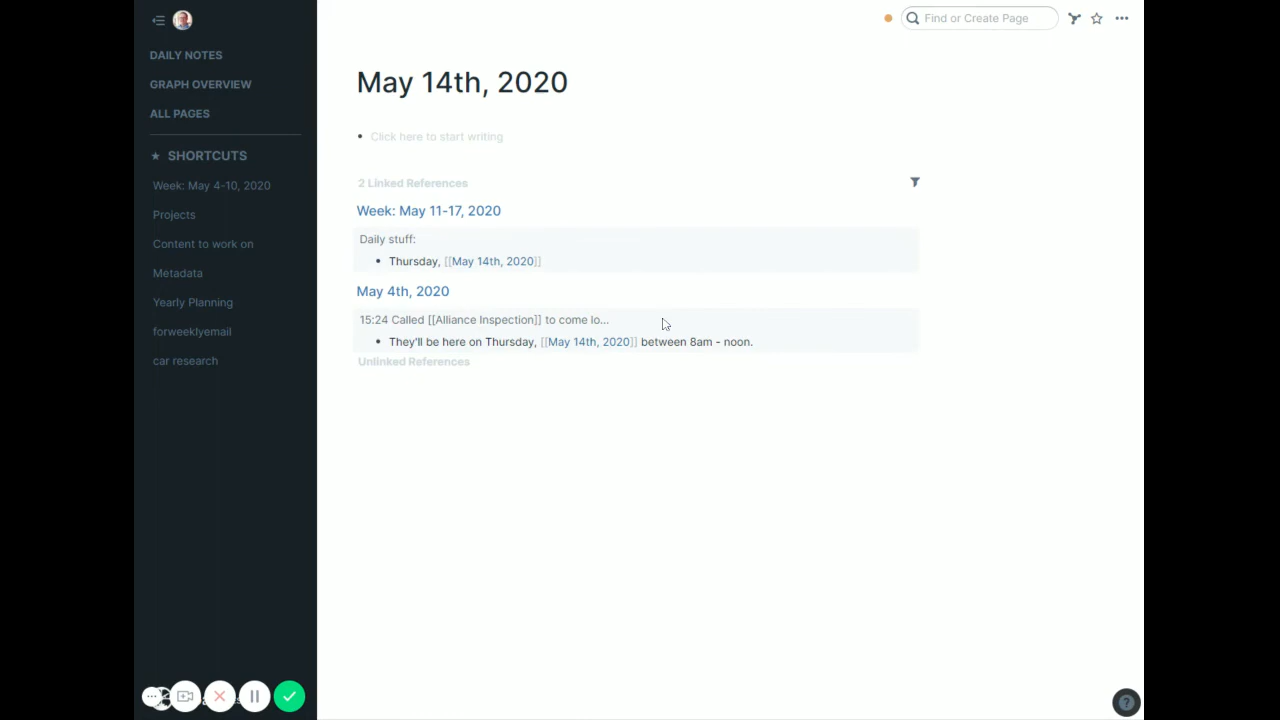 Find or Create Page
DAILY NOTES
GRAPH OVERVIEW
ALL PAGES
★ SHORTCUTS
Week: May 4-10, 2020
Projects
Content to work on
Metadata
Yearly Planning
forweeklyemail
car research
May 14th, 2020
Click here to start writing
2 Linked References
Week: May 11-17, 2020
Daily stuff:
• Thursday, [[May 14th, 2020]]
May 4th, 2020
15:24 Called [[Alliance Inspection]] to come lo...
• They'll be here on Thursday, [[May 14th, 2020]] between 8am - noon.
Unlinked References
?